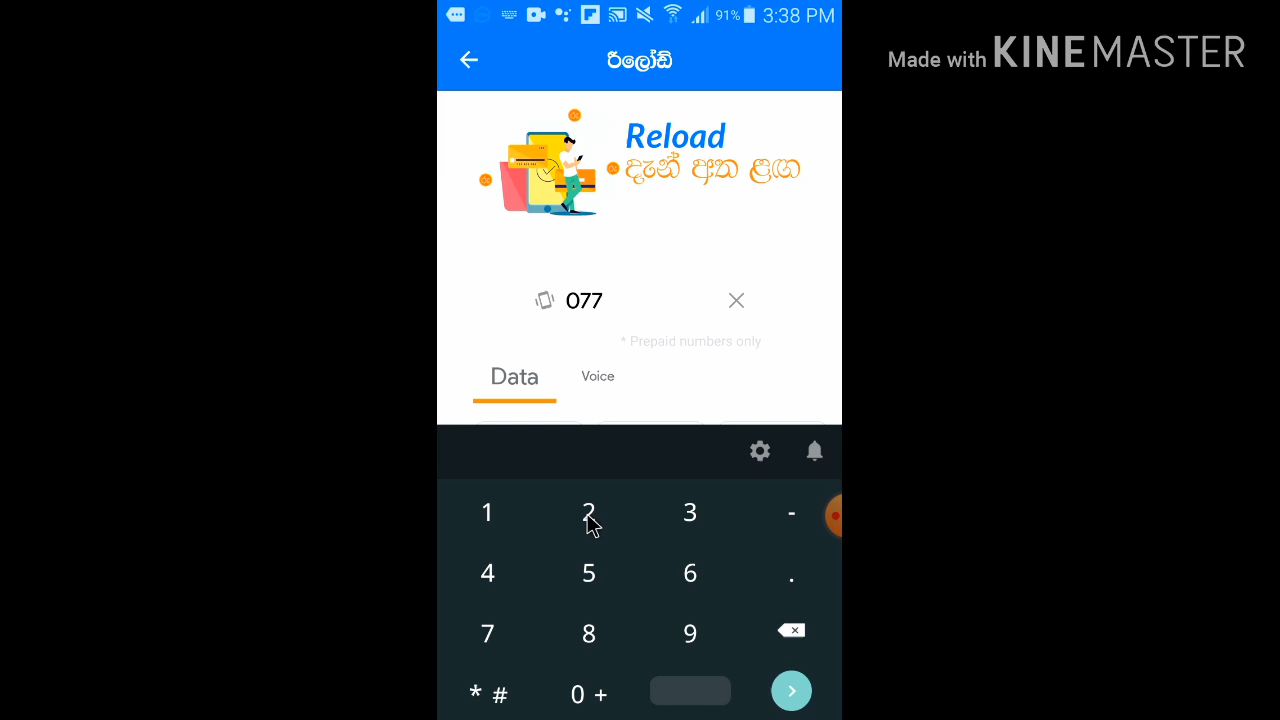 91% 3:38 PM
Made with KINEMASTER
රීලෝඩ්
Reload
දැන් අත ළඟ
077
* Prepaid numbers only
Data Voice
1 2 3 -
4 5 6 .
7 8 9
* # 0 +